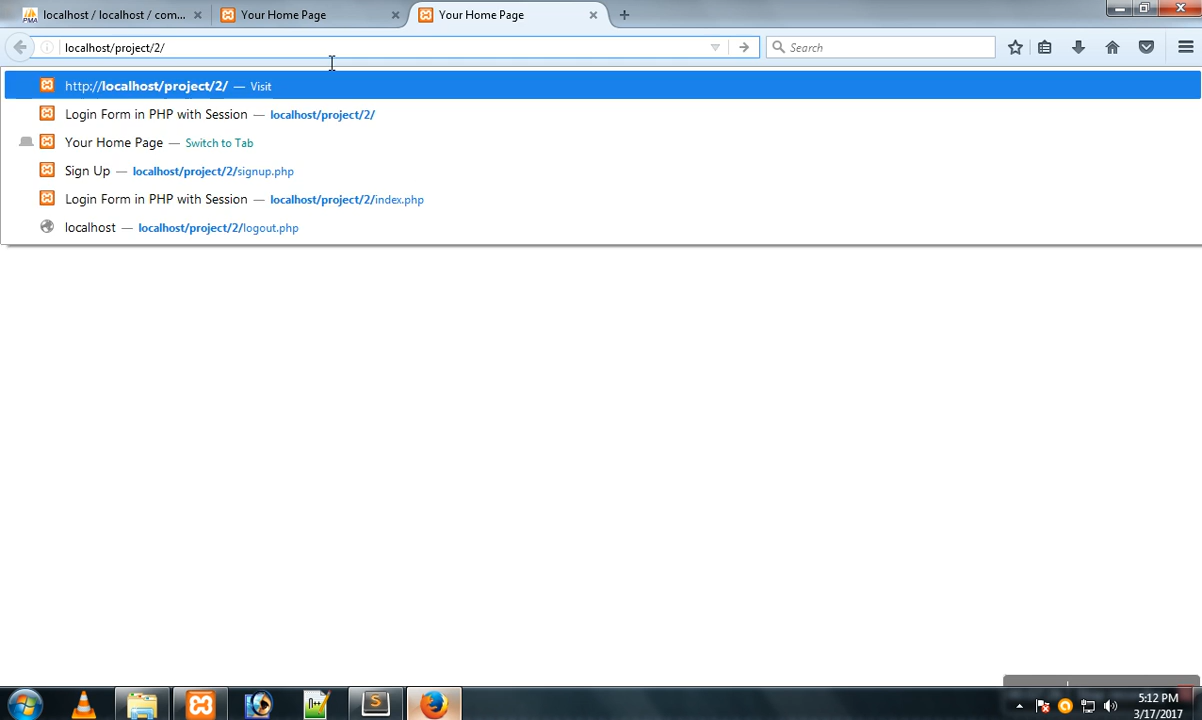 localhost / localhost / com...
Your Home Page
Your Home Page
localhost/project/2/
Search
http://localhost/project/2/ — Visit
Login Form in PHP with Session — localhost/project/2/
Your Home Page — Switch to Tab
Sign Up — localhost/project/2/signup.php
Login Form in PHP with Session — localhost/project/2/index.php
localhost — localhost/project/2/logout.php
5:12 PM
3/17/2017